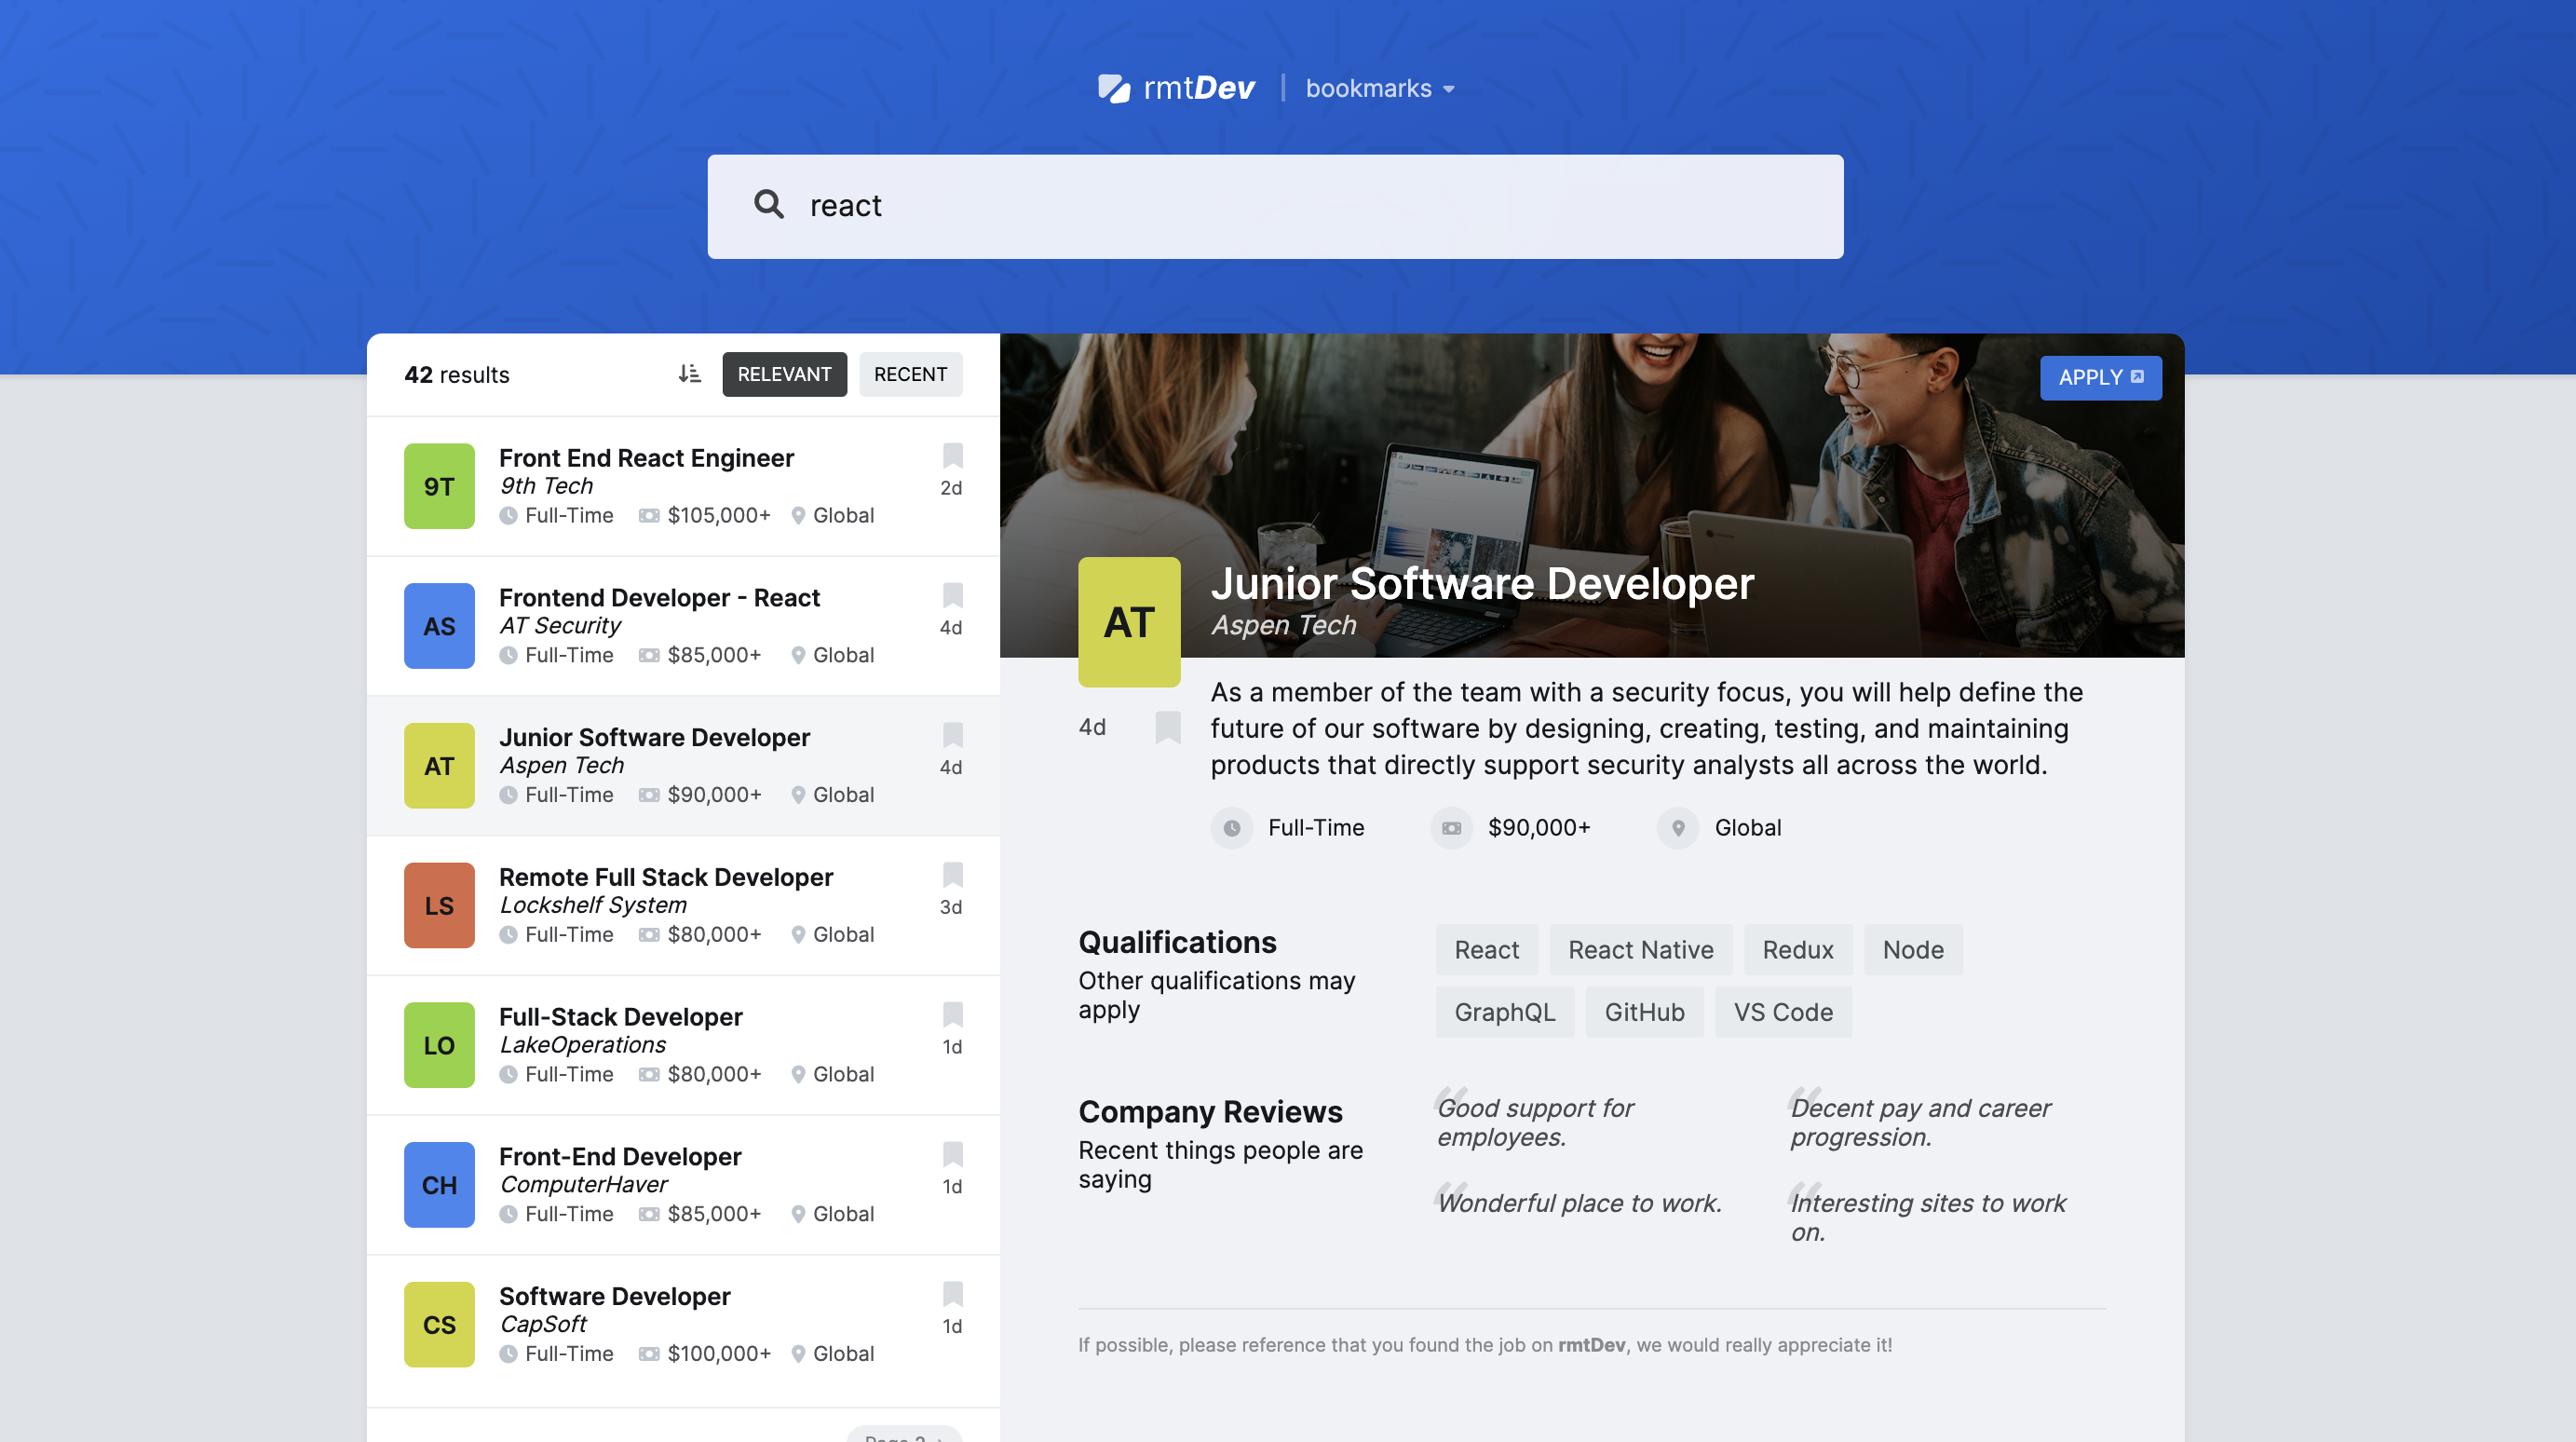 rmtDev
bookmarks
react
42 results
RELEVANT
RECENT
9T
Front End React Engineer
9th Tech
Full-Time
$105,000+
Global
2d
AS
Frontend Developer - React
AT Security
Full-Time
$85,000+
Global
4d
AT
Junior Software Developer
Aspen Tech
Full-Time
$90,000+
Global
4d
LS
Remote Full Stack Developer
Lockshelf System
Full-Time
$80,000+
Global
3d
LO
Full-Stack Developer
LakeOperations
Full-Time
$80,000+
Global
1d
CH
Front-End Developer
ComputerHaver
Full-Time
$85,000+
Global
1d
CS
Software Developer
CapSoft
Full-Time
$100,000+
Global
1d
APPLY
AT
Junior Software Developer
Aspen Tech
4d
As a member of the team with a security focus, you will help define the
future of our software by designing, creating, testing, and maintaining
products that directly support security analysts all across the world.
Full-Time
$90,000+
Global
Qualifications
Other qualifications may
apply
React
React Native
Redux
Node
GraphQL
GitHub
VS Code
Company Reviews
Recent things people are
saying
Good support for
employees.
Decent pay and career
progression.
Wonderful place to work.
Interesting sites to work
on.
If possible, please reference that you found the job on rmtDev, we would really appreciate it!